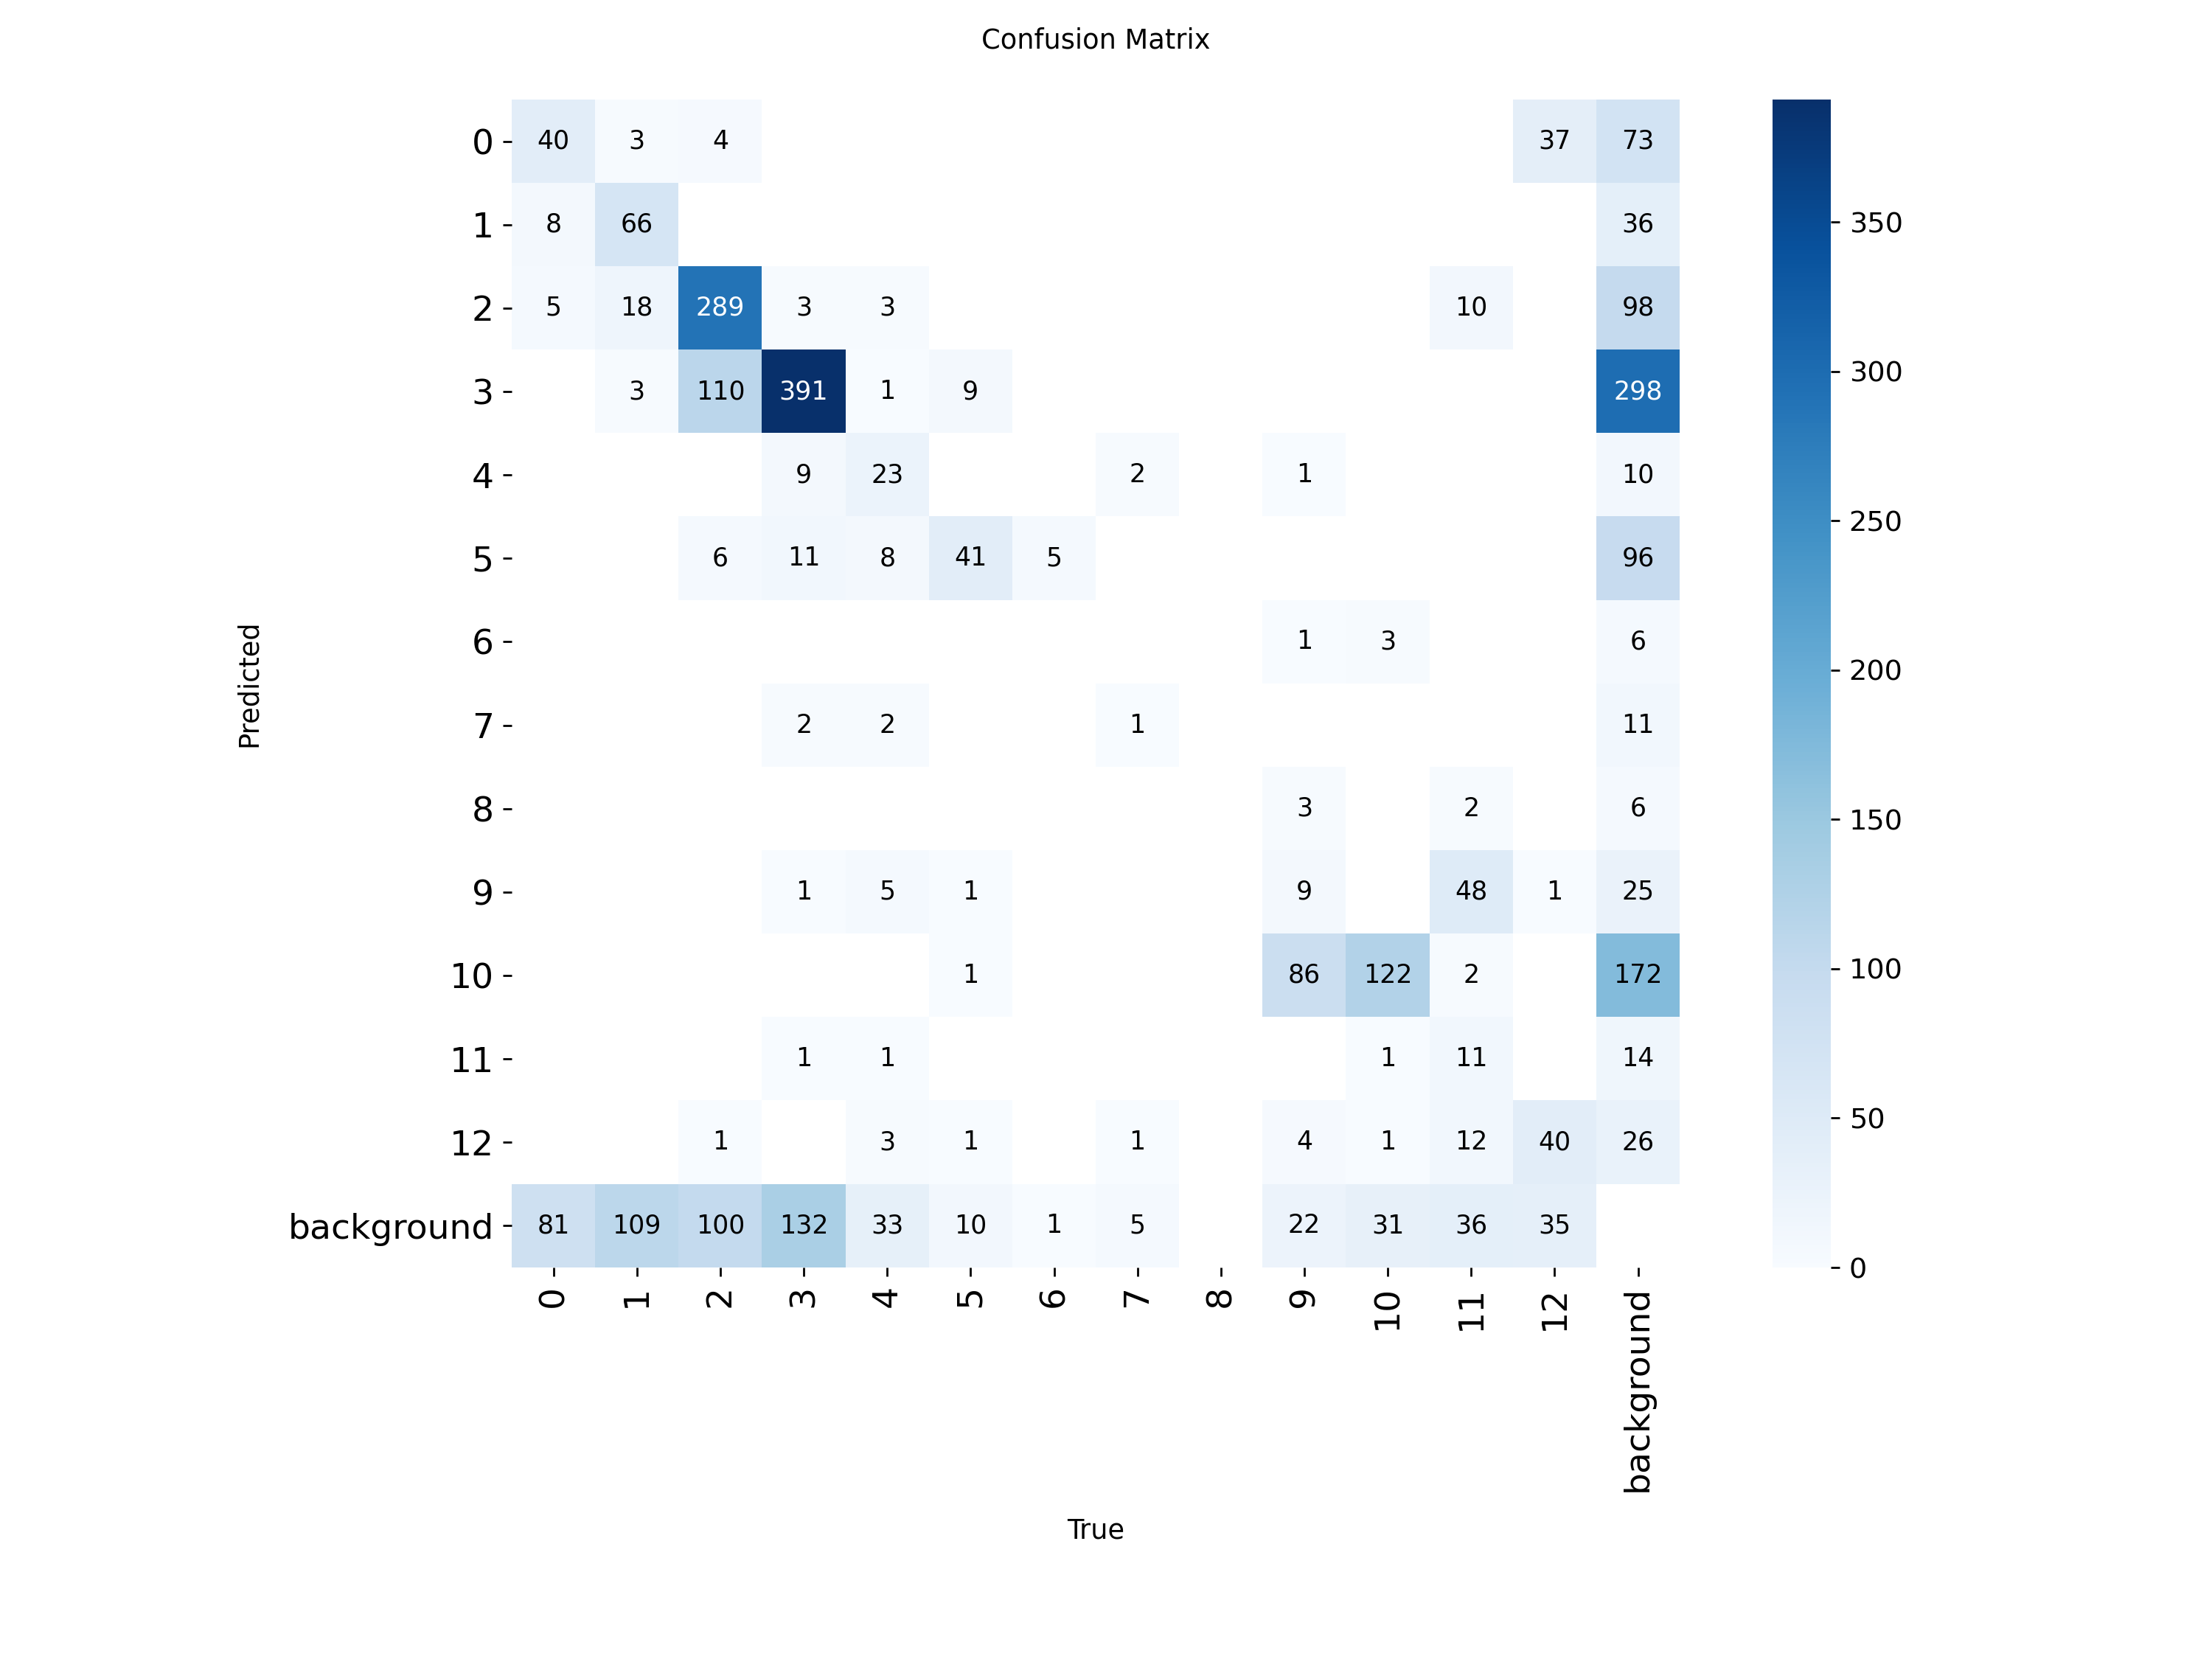 Confusion Matrix
0 40 3 4 37 73
1 8 66 36
2 5 18 289 3 3 10 98
3 3 110 391 1 9 298
4 9 23 2 1 10
5 6 11 8 41 5 96
6 1 3 6
7 2 2 1 11
8 3 2 6
9 1 5 1 9 48 1 25
10 1 86 122 2 172
11 1 1 1 11 14
12 1 3 1 1 4 1 12 40 26
background 81 109 100 132 33 10 1 5 22 31 36 35
0 1 2 3 4 5 6 7 8 9 10 11 12 background
Predicted
True
350
300
250
200
150
100
50
0